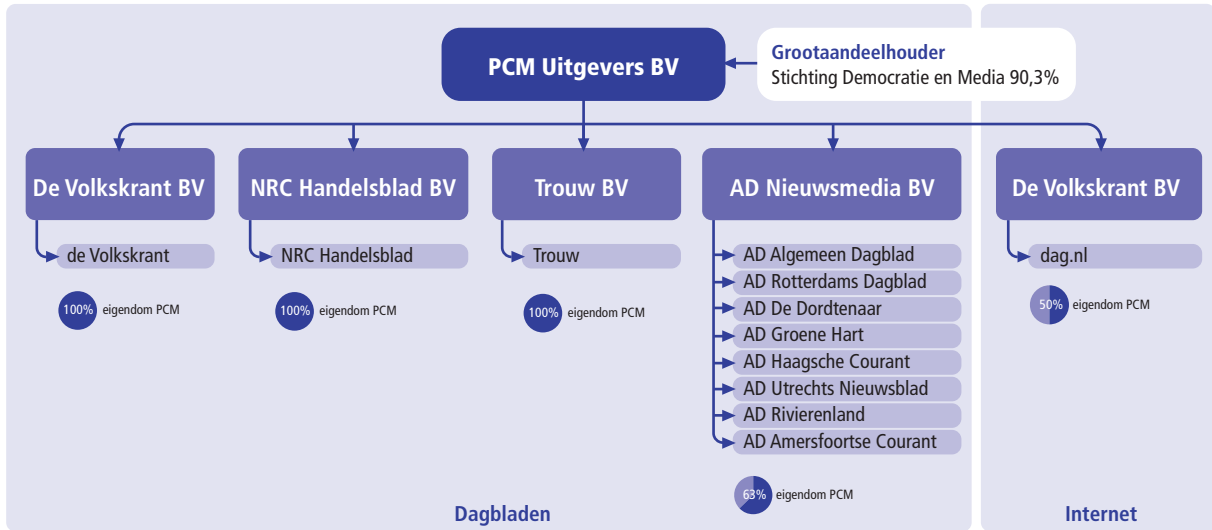 PCM Uitgevers BV
Grootaandeelhouder
Stichting Democratie en Media 90,3%
De Volkskrant BV
de Volkskrant
100% eigendom PCM
NRC Handelsblad BV
NRC Handelsblad
100% eigendom PCM
Trouw BV
Trouw
100% eigendom PCM
AD Nieuwsmedia BV
AD Algemeen Dagblad
AD Rotterdams Dagblad
AD De Dordtenaar
AD Groene Hart
AD Haagsche Courant
AD Utrechts Nieuwsblad
AD Rivierenland
AD Amersfoortse Courant
63% eigendom PCM
De Volkskrant BV
dag.nl
50% eigendom PCM
Dagbladen
Internet